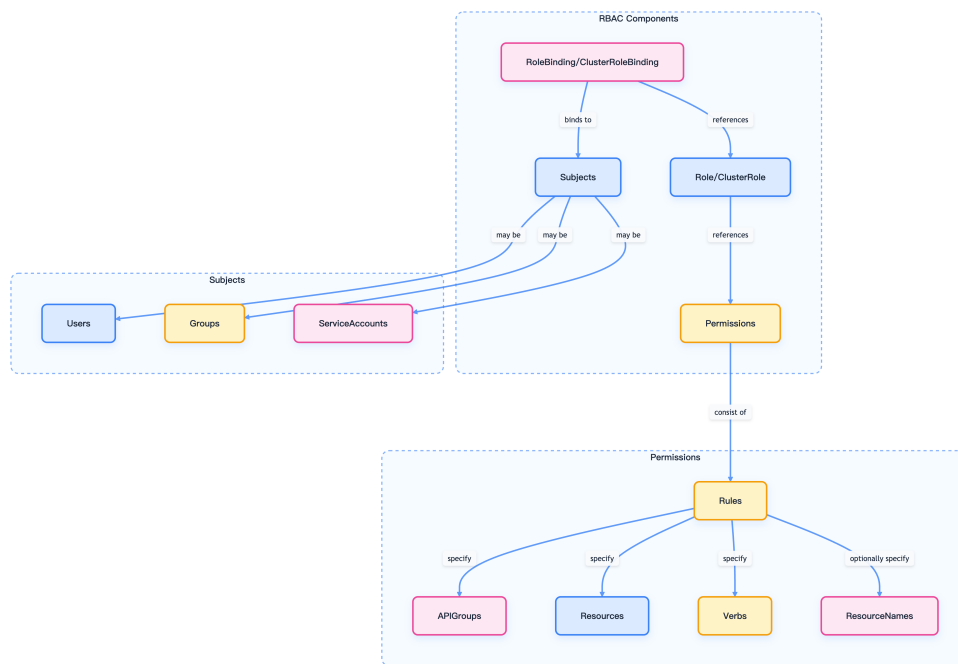 RBAC Components
RoleBinding/ClusterRoleBinding
binds to
references
Subjects
Role/ClusterRole
may be
may be
may be
references
Subjects
Users
Groups
ServiceAccounts
Permissions
consist of
Permissions
Rules
specify
specify
specify
optionally specify
APIGroups
Resources
Verbs
ResourceNames